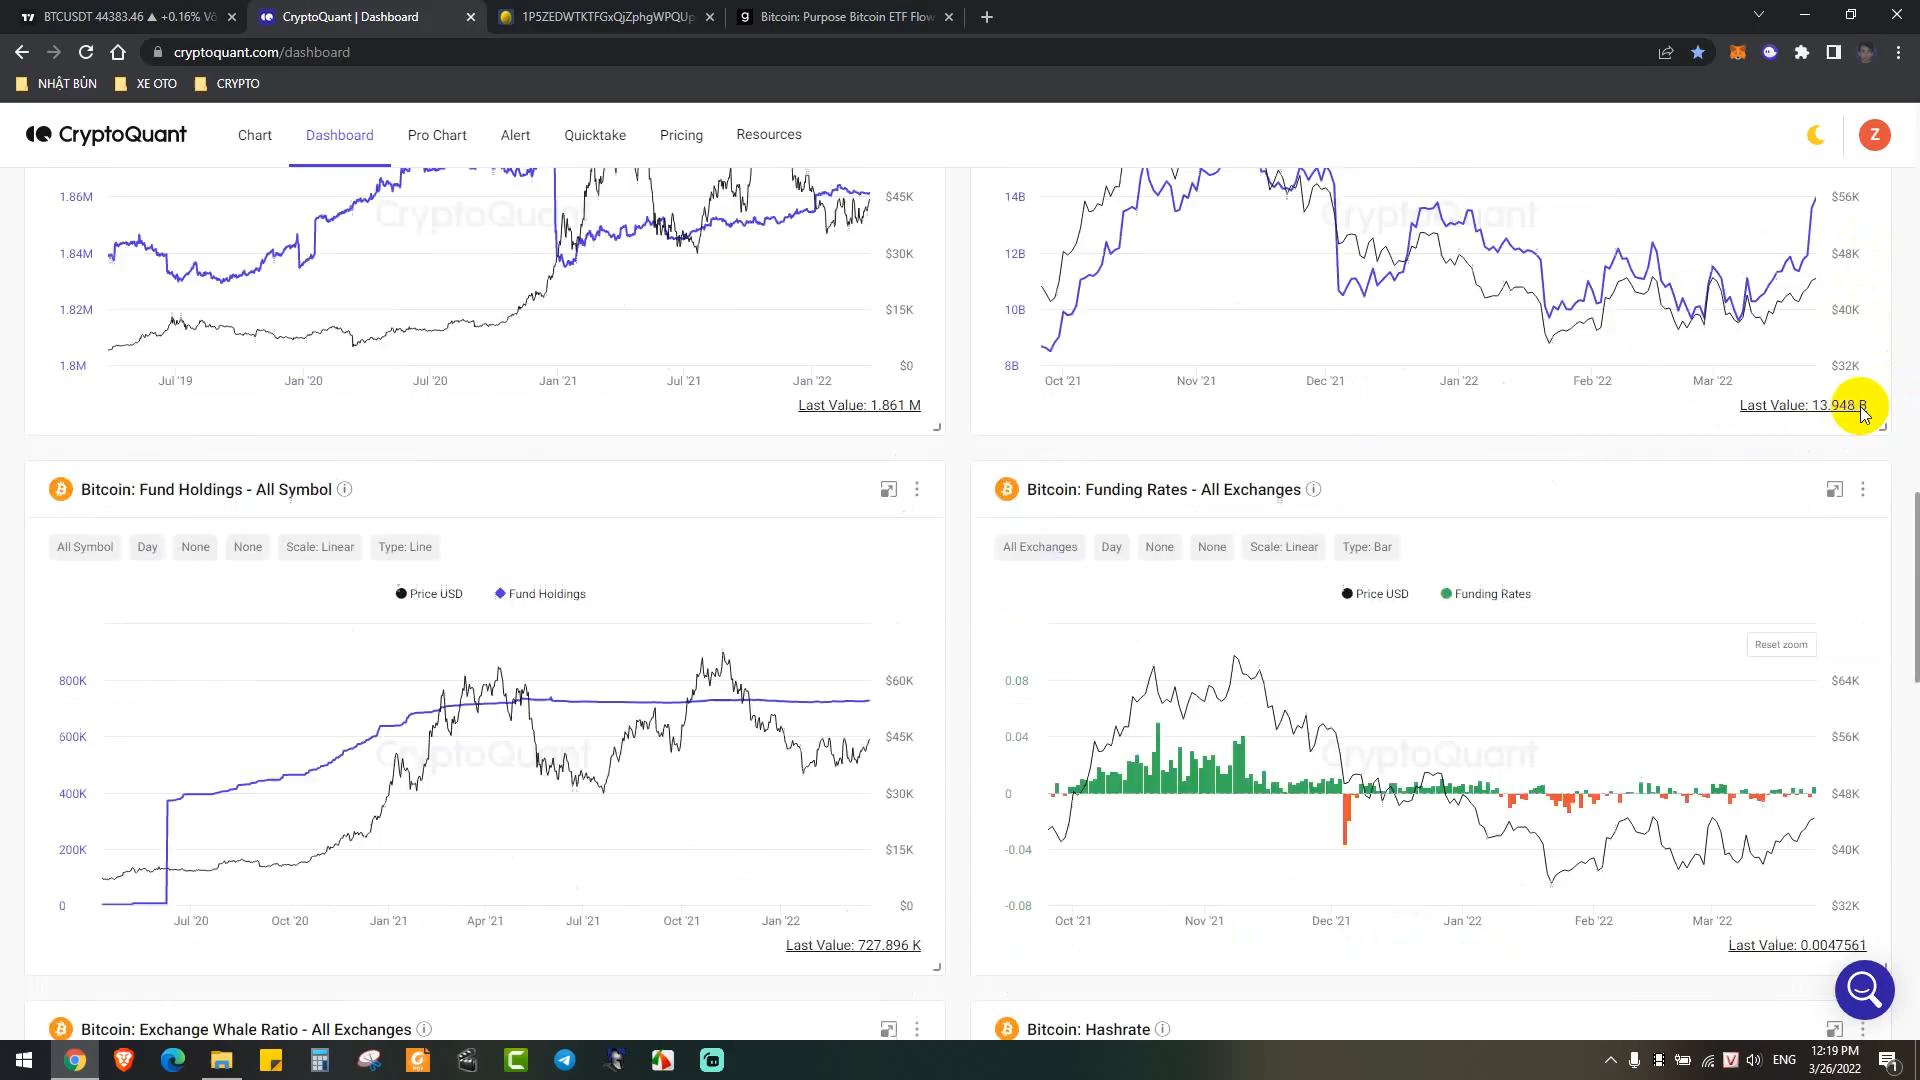 BTCUSDT 44383.46 ▲ +0.16% Vô
CryptoQuant | Dashboard
1P5ZEDWTKTFGxQjZphgWPQUp
Bitcoin: Purpose Bitcoin ETF Flow
cryptoquant.com/dashboard
NHẬT BỦN
XE OTO
CRYPTO
CryptoQuant
Chart
Dashboard
Pro Chart
Alert
Quicktake
Pricing
Resources
Z
1.86M
1.84M
1.82M
1.8M
$45K
$30K
$15K
$0
CryptoQuant
Jul '19
Jan '20
Jul '20
Jan '21
Jul '21
Jan '22
Last Value: 1.861 M
14B
12B
10B
8B
$56K
$48K
$40K
$32K
CryptoQuant
Oct '21
Nov '21
Dec '21
Jan '22
Feb '22
Mar '22
Last Value: 13.948 B
Bitcoin: Fund Holdings - All Symbol
All Symbol
Day
None
None
Scale: Linear
Type: Line
Price USD
Fund Holdings
800K
600K
400K
200K
0
$60K
$45K
$30K
$15K
$0
CryptoQuant
Jul '20
Oct '20
Jan '21
Apr '21
Jul '21
Oct '21
Jan '22
Last Value: 727.896 K
Bitcoin: Funding Rates - All Exchanges
All Exchanges
Day
None
None
Scale: Linear
Type: Bar
Price USD
Funding Rates
Reset zoom
0.08
0.04
0
-0.04
-0.08
$64K
$56K
$48K
$40K
$32K
CryptoQuant
Oct '21
Nov '21
Dec '21
Jan '22
Feb '22
Mar '22
Last Value: 0.0047561
Bitcoin: Exchange Whale Ratio - All Exchanges
Bitcoin: Hashrate
ENG
12:19 PM
3/26/2022